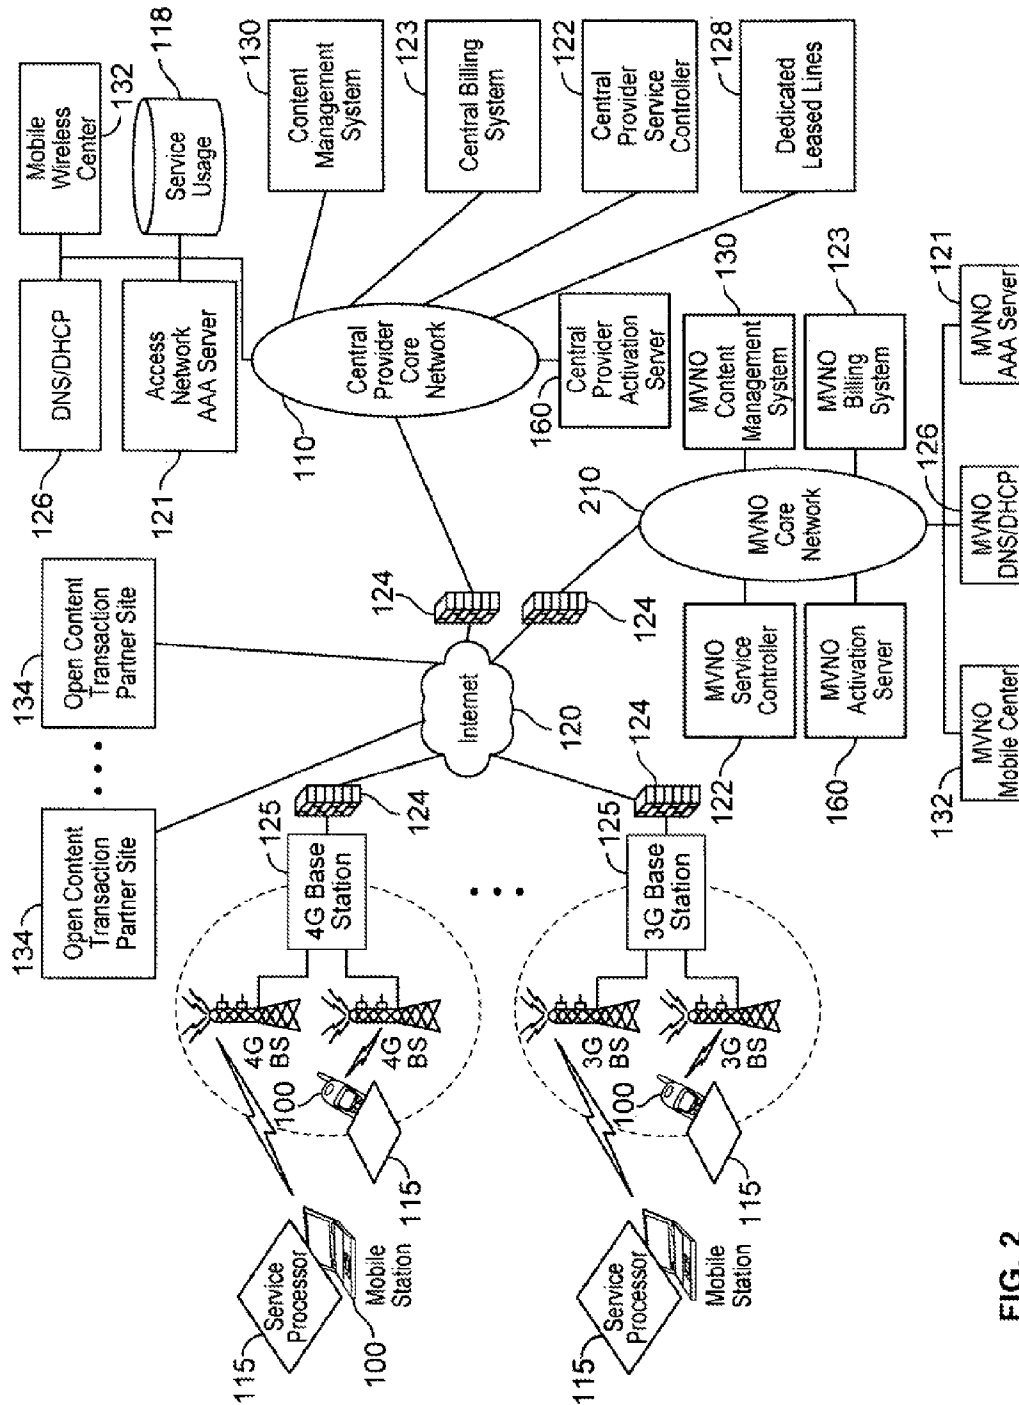 Mobile
Wireless
Center
132
118
Service
Usage
DNS/DHCP
126
Access
Network
AAA Server
121
130
Content
Management
System
123
Central Billing
System
122
Central
Provider
Service
Controller
128
Dedicated
Leased Lines
Central
Provider
Core
Network
110
160
Central
Provider
Activation
Server
134
Open Content
Transaction
Partner Site
134
Open Content
Transaction
Partner Site
124
124
Internet
120
210
MVNO
Core
Network
MVNO
Content
Management
System
130
MVNO
Billing
System
123
MVNO
Service
Controller
122
MVNO
Activation
Server
160
MVNO
AAA Server
121
MVNO
DNS/DHCP
126
MVNO
Mobile Center
132
124
125
4G Base
Station
4G
BS
4G
BS
100
115
Service
Processor
115
Mobile
Station
100
124
125
3G Base
Station
3G
BS
3G
BS
100
115
Service
Processor
115
Mobile
Station
FIG. 2